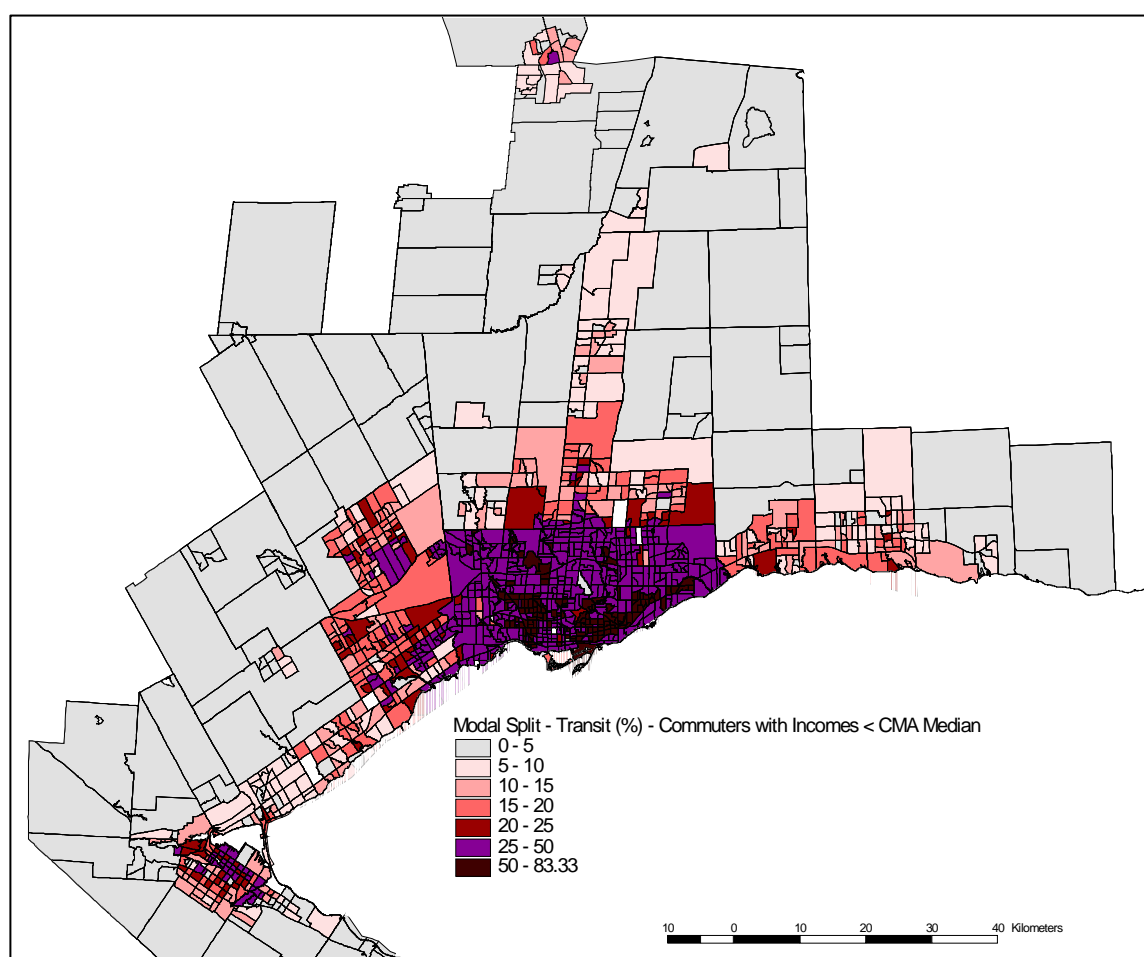 Modal Split - Transit (%) - Commuters with Incomes < CMA Median
0 - 5
5 - 10
10 - 15
15 - 20
20 - 25
25 - 50
50 - 83.33
10 0 10 20 30 40 Kilometers